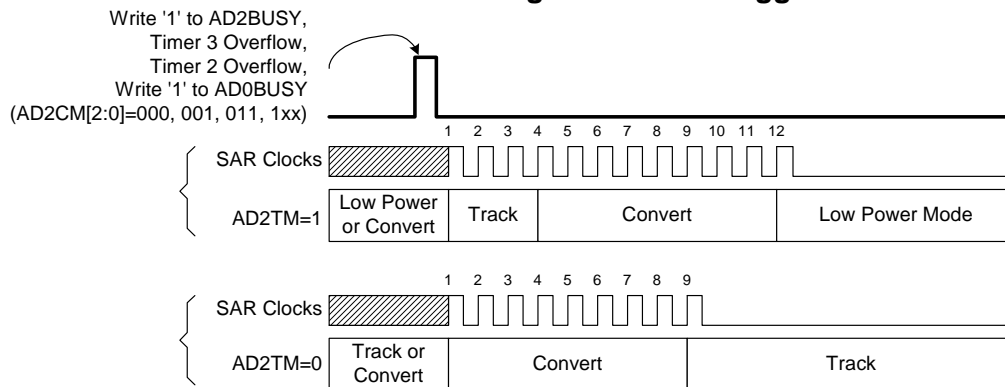 Write '1' to AD2BUSY,
Timer 3 Overflow,
Timer 2 Overflow,
Write '1' to AD0BUSY
(AD2CM[2:0]=000, 001, 011, 1xx)
1 2 3 4 5 6 7 8 9 10 11 12
SAR Clocks
AD2TM=1
Low Power
or Convert
Track
Convert
Low Power Mode
1 2 3 4 5 6 7 8 9
SAR Clocks
AD2TM=0
Track or
Convert
Convert
Track